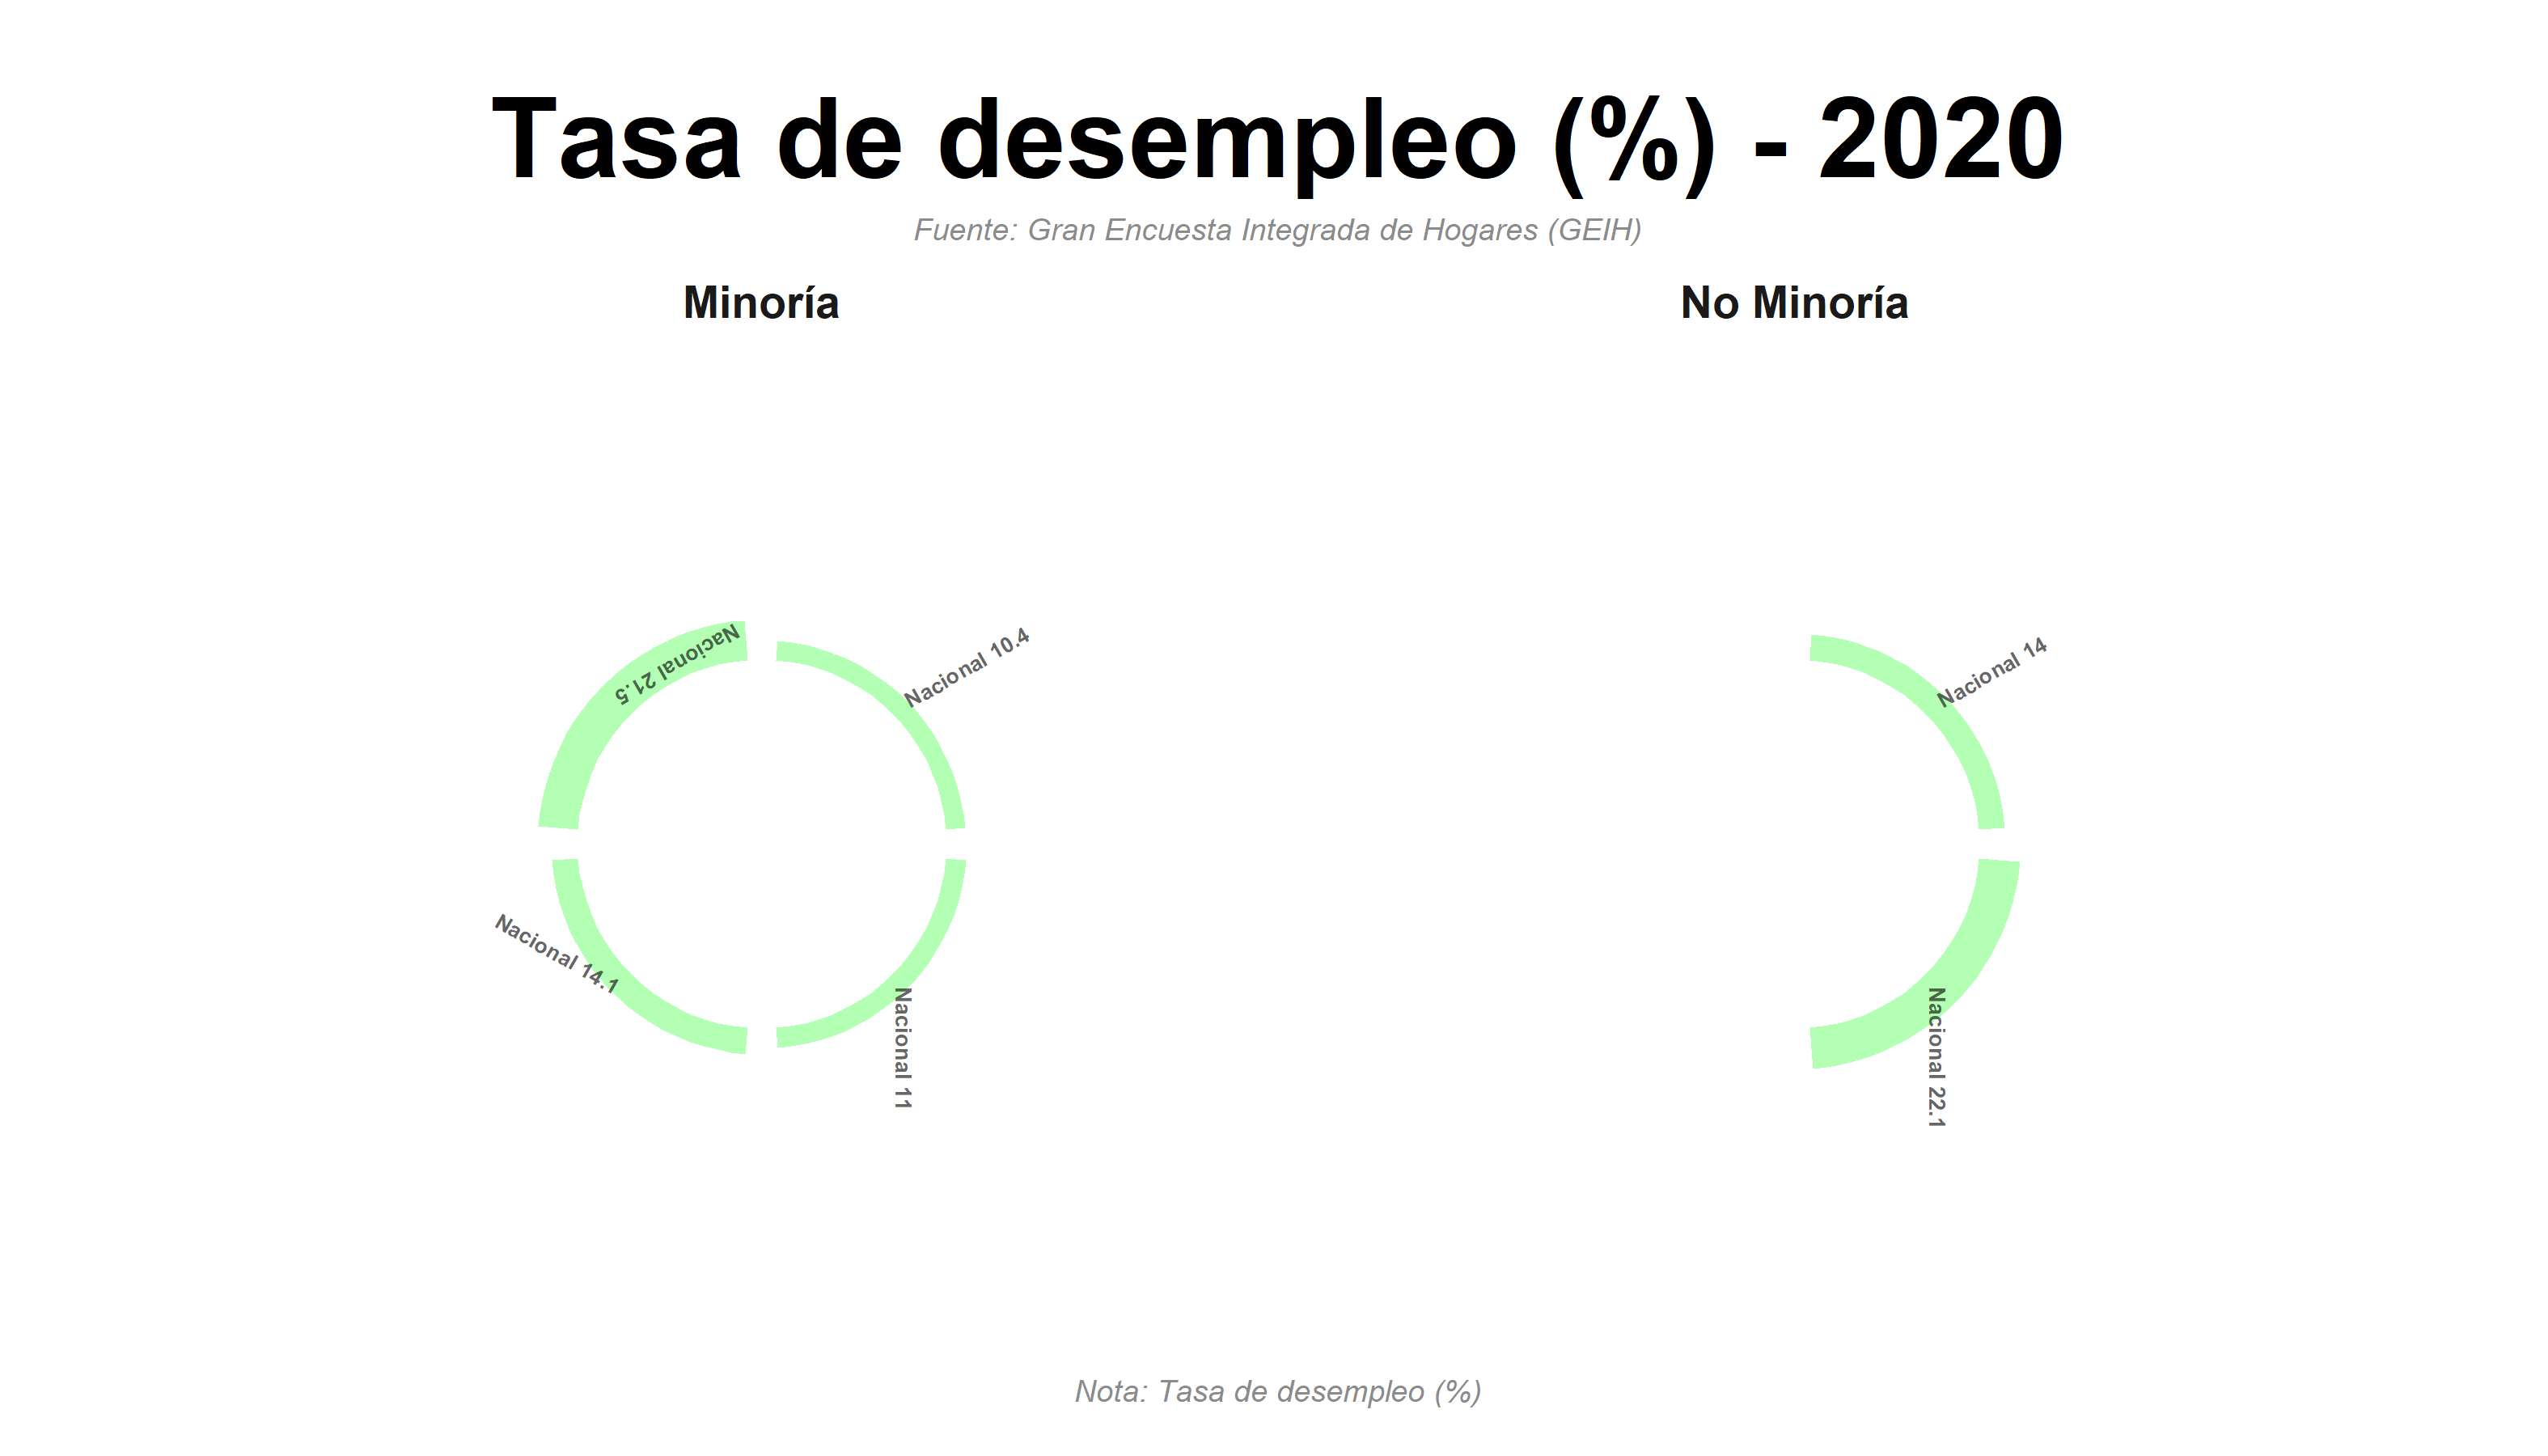 Tasa de desempleo (%) - 2020
Fuente: Gran Encuesta Integrada de Hogares (GEIH)
Minoría
No Minoría
Nacional 21.5
Nacional 10.4
Nacional 14.1
Nacional 11
Nacional 14
Nacional 22.1
Nota: Tasa de desempleo (%)